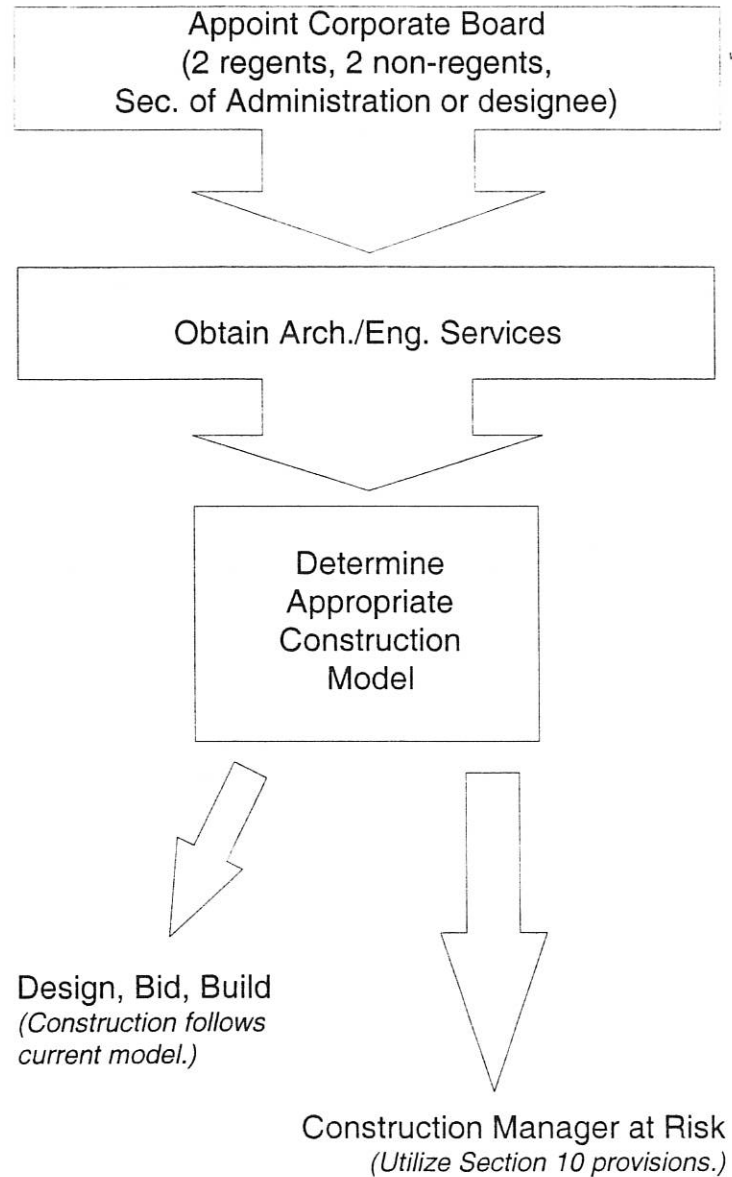 Appoint Corporate Board
(2 regents, 2 non-regents,
Sec. of Administration or designee)
Obtain Arch./Eng. Services
Determine
Appropriate
Construction
Model
Design, Bid, Build
(Construction follows
current model.)
Construction Manager at Risk
(Utilize Section 10 provisions.)